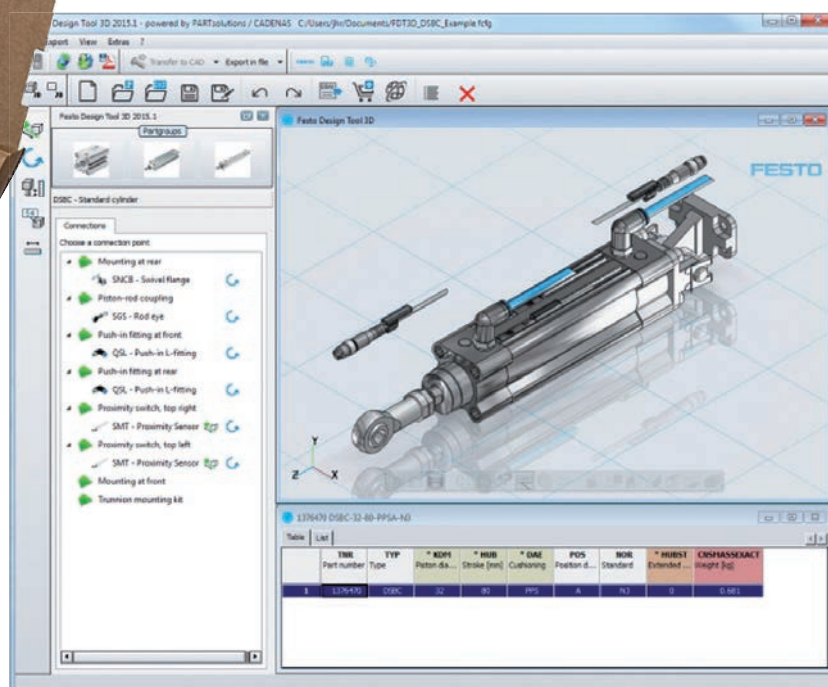 Design Tool 3D 2015.1 - powered by PARTsolutions / CADENAS C:/Users/jhr/Documents/FDT3D_DSBC_Example.fcfg
View Extras ?
Transfer to CAD Export in file
Festo Design Tool 3D 2015.1
Partgroups
DSBC - Standard cylinder
Connections
Choose a connection point
Mounting at rear
SNCB - Swivel flange
Piston-rod coupling
SGS - Rod eye
Push-in fitting at front
QSL - Push-in L-fitting
Push-in fitting at rear
QSL - Push-in L-fitting
Proximity switch, top right
SMT - Proximity Sensor
Proximity switch, top left
SMT - Proximity Sensor
Mounting at front
Trunnion mounting kit
Festo Design Tool 3D
FESTO
Y
Z X
1376470 DSBC-32-80-PPSA-N3
Table List
TNR TYP * KDM * HUB * DAE POS NOR * HUBST CNSMASSEXACT
Part number Type Piston dia... Stroke [mm] Cushioning Position d... Standard Extended ... Weight [kg]
1 1376470 DSBC 32 80 PPS A N3 0 0.681